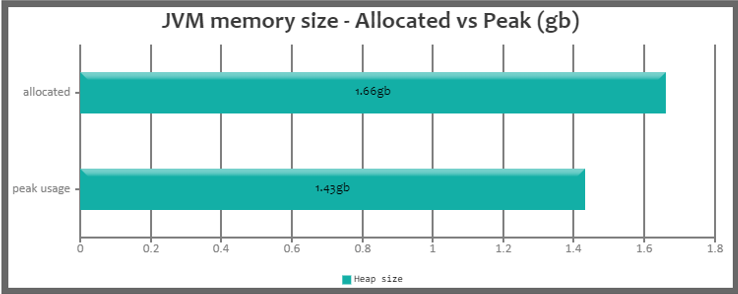 JVM memory size - Allocated vs Peak (gb)
allocated
1.66gb
peak usage
1.43gb
0 0.2 0.4 0.6 0.8 1 1.2 1.4 1.6 1.8
Heap size